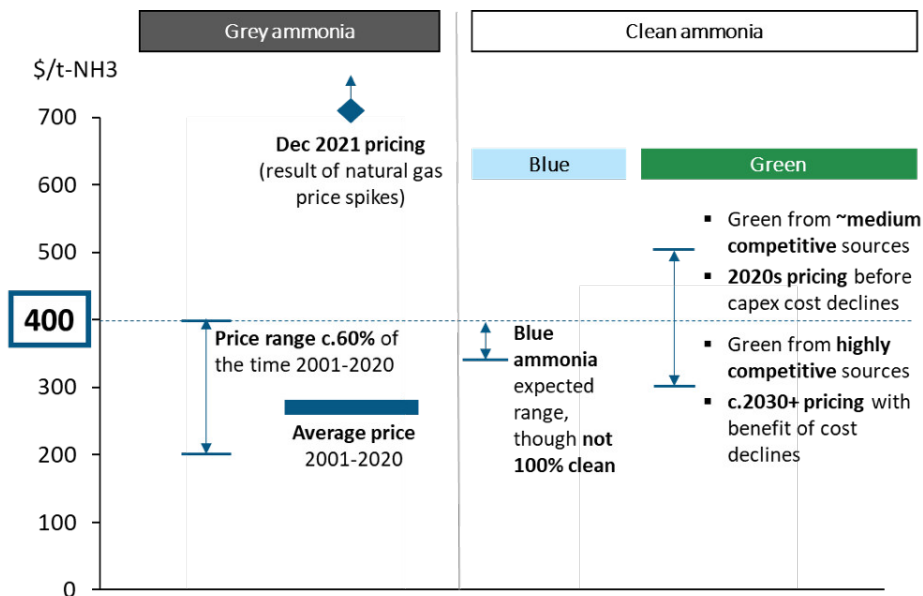 Grey ammonia
Clean ammonia
$/t-NH3
700
600
500
400
300
200
100
0
Dec 2021 pricing
(result of natural gas
price spikes)
Price range c.60% of
the time 2001-2020
Average price
2001-2020
Blue
Green
Blue
ammonia
expected
range,
though not
100% clean
▪ Green from ~medium
competitive sources
▪ 2020s pricing before
capex cost declines
▪ Green from highly
competitive sources
▪ c.2030+ pricing with
benefit of cost
declines